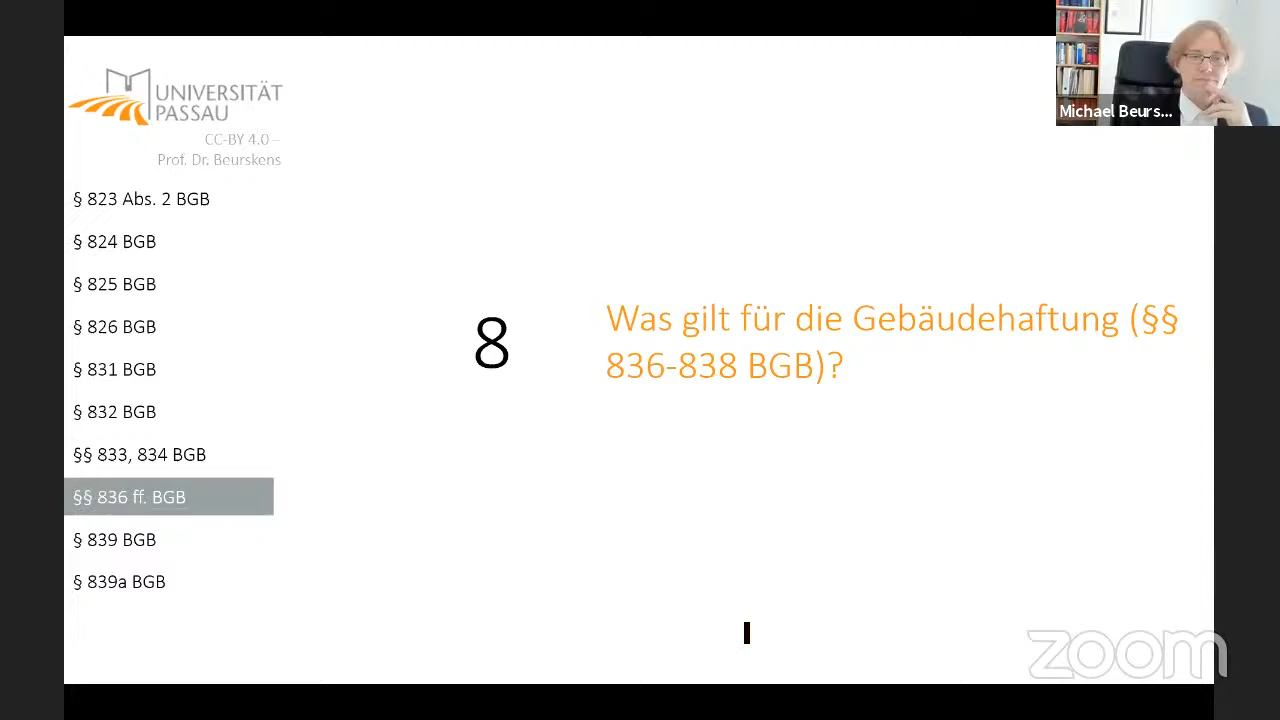 UNIVERSITÄT
PASSAU
CC-BY 4.0 –
Prof. Dr. Beurskens
§ 823 Abs. 2 BGB
§ 824 BGB
§ 825 BGB
§ 826 BGB
§ 831 BGB
§ 832 BGB
§§ 833, 834 BGB
§§ 836 ff. BGB
§ 839 BGB
§ 839a BGB
8
Was gilt für die Gebäudehaftung (§§
836-838 BGB)?
Michael Beurs...
zoom